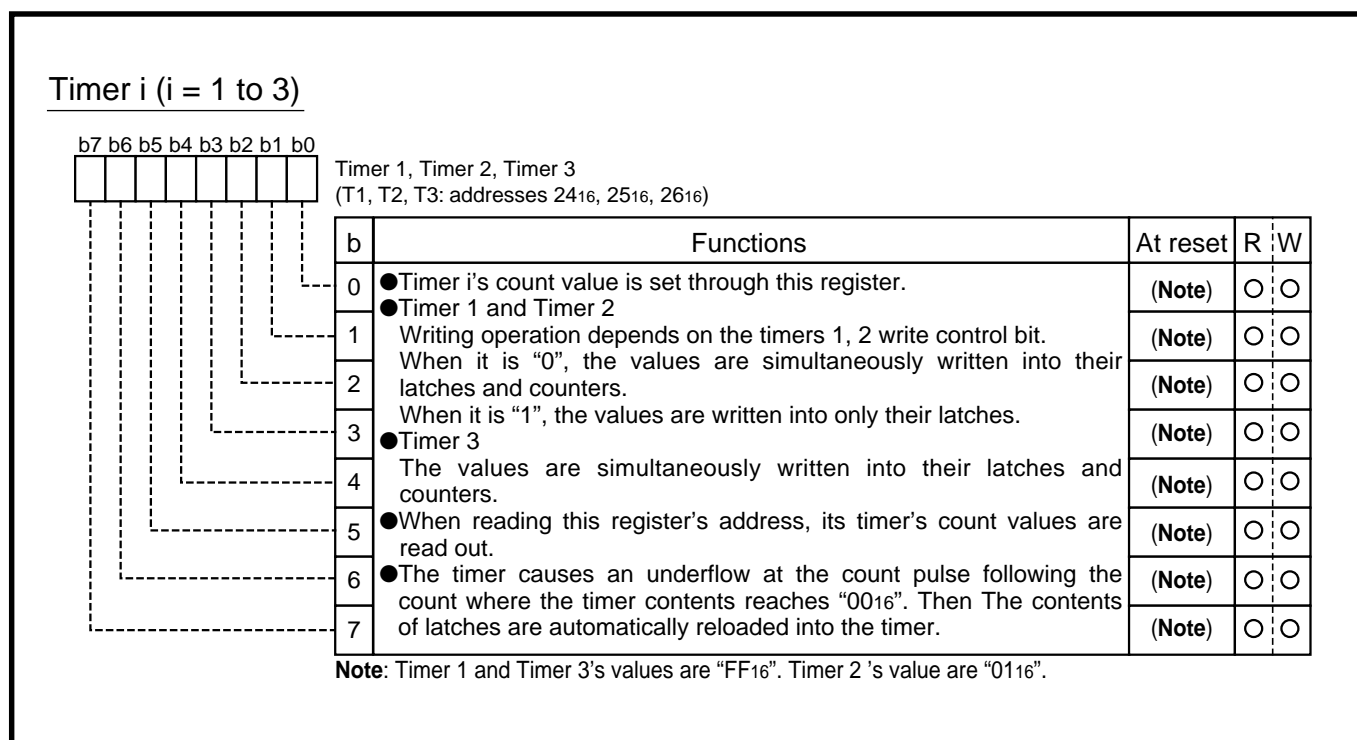 Timer i (i = 1 to 3)
b7 b6 b5 b4 b3 b2 b1 b0
Timer 1, Timer 2, Timer 3
(T1, T2, T3: addresses 2416, 2516, 2616)
b Functions At reset R W
0 ●Timer i’s count value is set through this register. (Note) ○ ○
●Timer 1 and Timer 2
1 Writing operation depends on the timers 1, 2 write control bit. (Note) ○ ○
When it is “0”, the values are simultaneously written into their
2 latches and counters. (Note) ○ ○
When it is “1”, the values are written into only their latches.
3 ●Timer 3 (Note) ○ ○
The values are simultaneously written into their latches and
4 counters. (Note) ○ ○
●When reading this register’s address, its timer’s count values are
5 read out. (Note) ○ ○
6 ●The timer causes an underflow at the count pulse following the (Note) ○ ○
count where the timer contents reaches “0016”. Then The contents
7 of latches are automatically reloaded into the timer. (Note) ○ ○
Note: Timer 1 and Timer 3’s values are “FF16”. Timer 2 ’s value are “0116”.